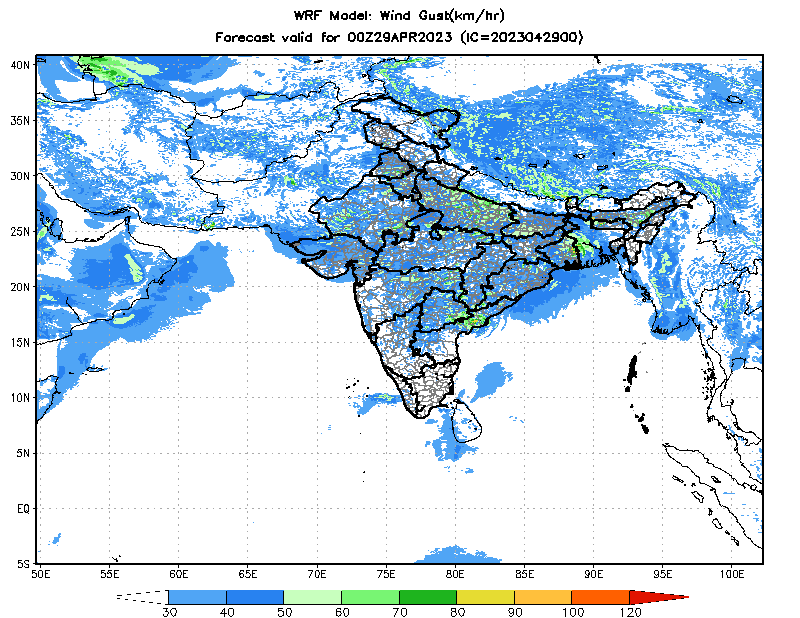 WRF Model: Wind Gust(km/hr)
Forecast valid for 00Z29APR2023 (IC=2023042900)
40N
35N
30N
25N
20N
15N
10N
5N
EQ
5S
50E 55E 60E 65E 70E 75E 80E 85E 90E 95E 100E
30 40 50 60 70 80 90 100 120